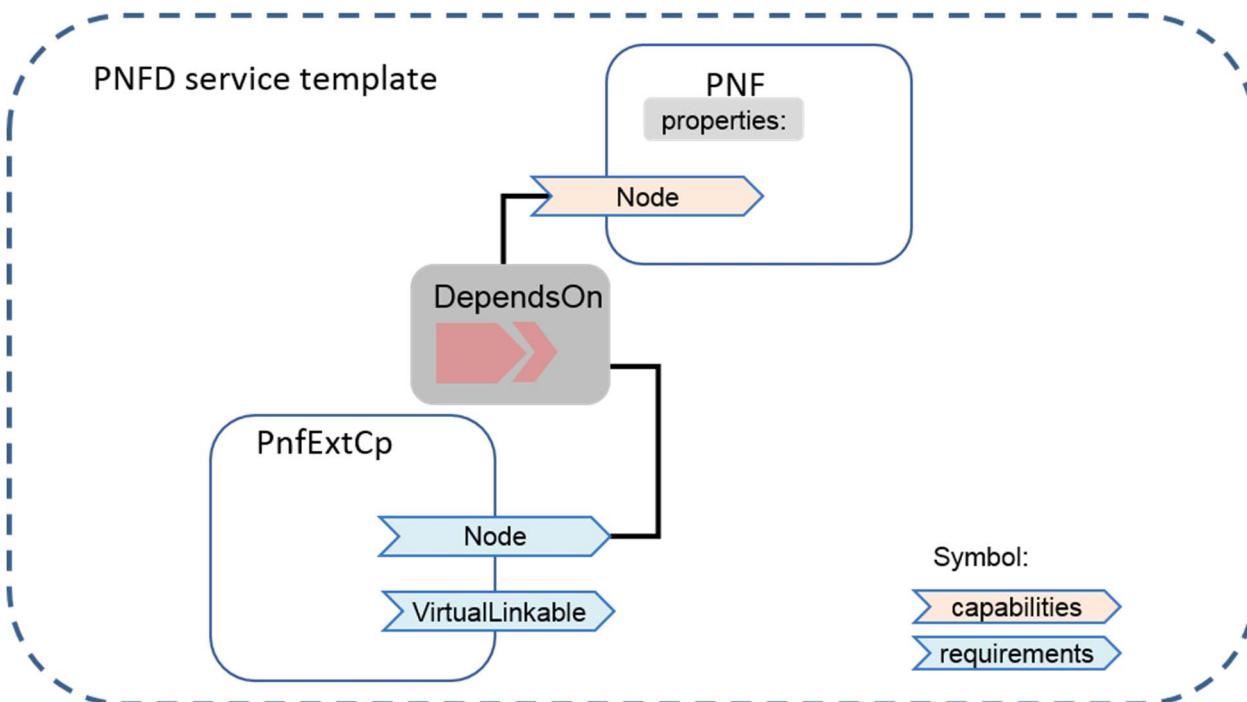 PNFD service template
PNF
properties:
Node
DependsOn
PnfExtCp
Node
VirtualLinkable
Symbol:
capabilities
requirements